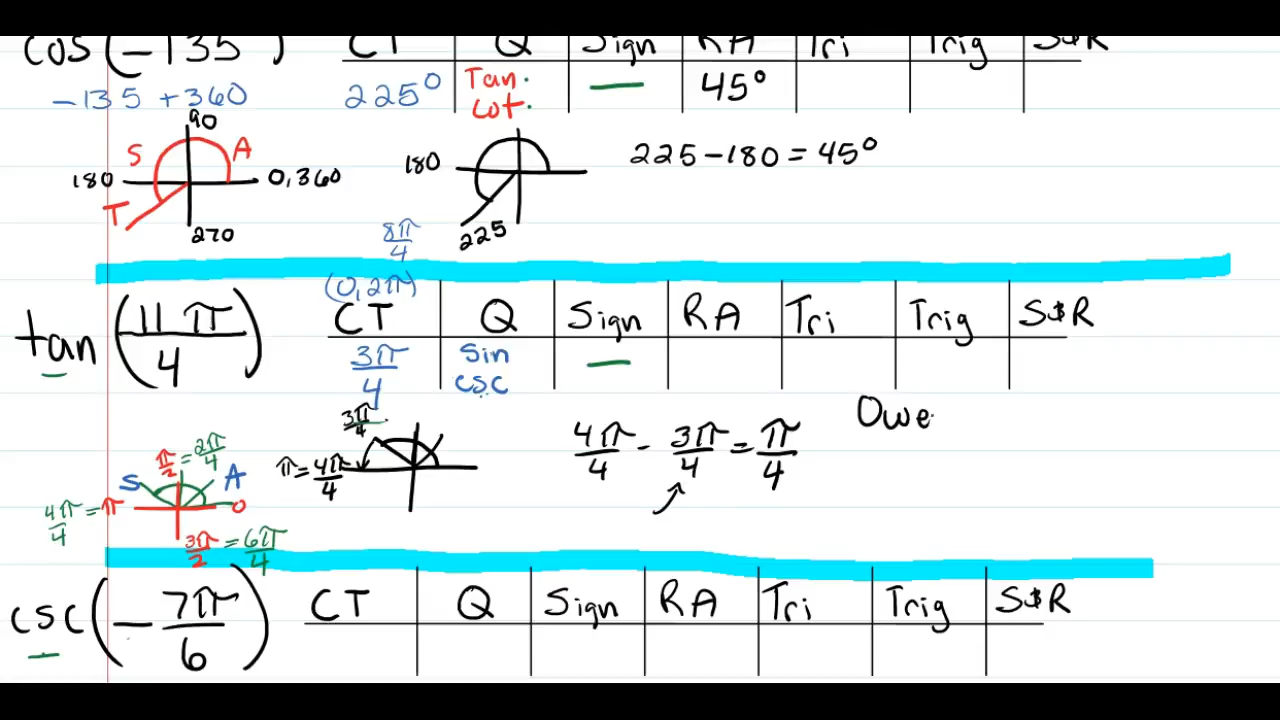 cos(-135) CT Q Sign RA Tri Trig S&R
-135 + 360 225° Tan Cot — 45°
90
S A
180 0,360
T
270
180
225
225 - 180 = 45°
8π/4
(0, 2π)
tan(11π/4) CT Q Sign RA Tri Trig S&R
3π/4 Sin csc —
3π/4
π = 4π/4
4π/4 - 3π/4 = π/4
Owe
π/2 = 2π/4
S A
4π/4 = π 0
3π/2 = 6π/4
csc(-7π/6) CT Q Sign RA Tri Trig S&R